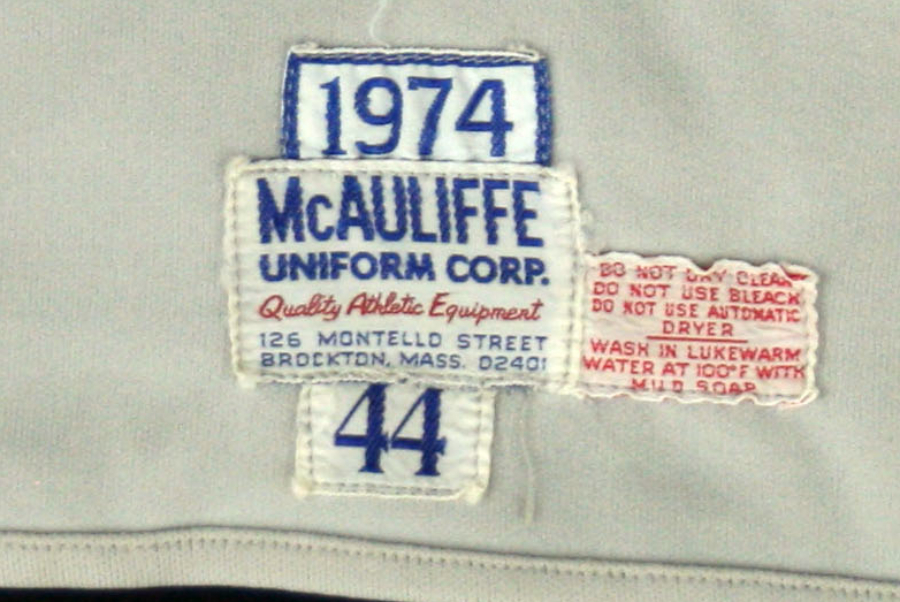 1974
McAULIFFE
UNIFORM CORP.
Quality Athletic Equipment
126 MONTELLO STREET
BROCKTON, MASS. 02401
44
DO NOT DRY CLEAN
DO NOT USE BLEACH
DO NOT USE AUTOMATIC
DRYER
WASH IN LUKEWARM
WATER AT 100°F WITH
MILD SOAP